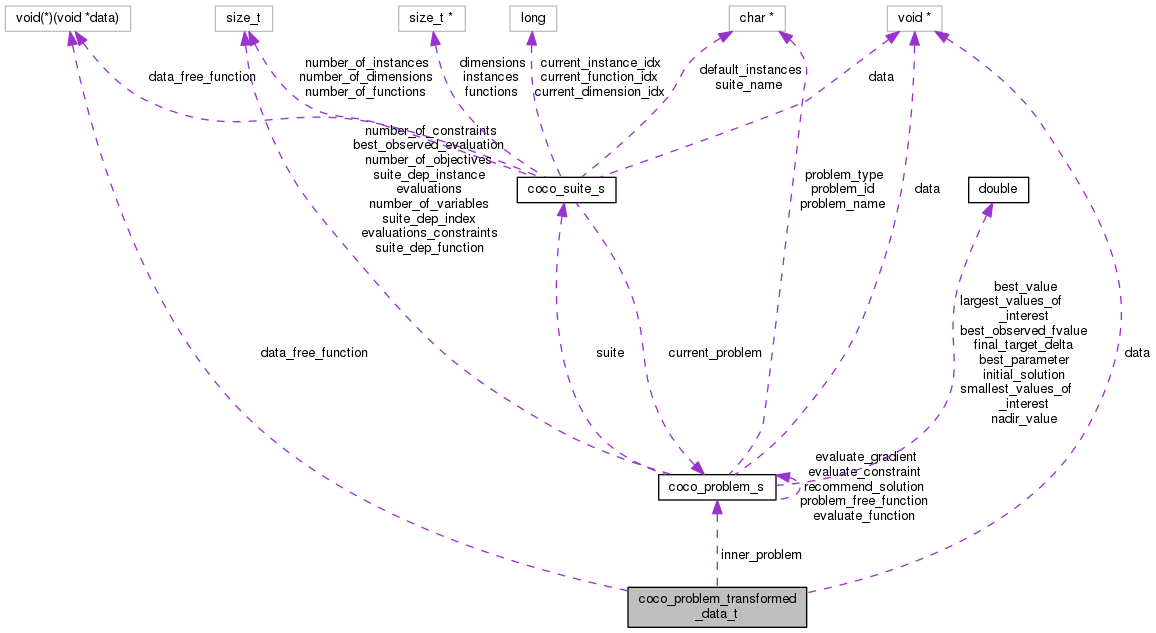 void(*)(void *data)
size_t
size_t *
long
char *
void *
data_free_function
number_of_instances
number_of_dimensions
number_of_functions
dimensions
instances
functions
current_instance_idx
current_function_idx
current_dimension_idx
default_instances
suite_name
data
number_of_constraints
best_observed_evaluation
number_of_objectives
suite_dep_instance
evaluations
number_of_variables
suite_dep_index
evaluations_constraints
suite_dep_function
coco_suite_s
problem_type
problem_id
problem_name
data
double
data_free_function
suite
current_problem
best_value
largest_values_of
_interest
best_observed_fvalue
final_target_delta
best_parameter
initial_solution
smallest_values_of
_interest
nadir_value
data
coco_problem_s
evaluate_gradient
evaluate_constraint
recommend_solution
problem_free_function
evaluate_function
inner_problem
coco_problem_transformed
_data_t